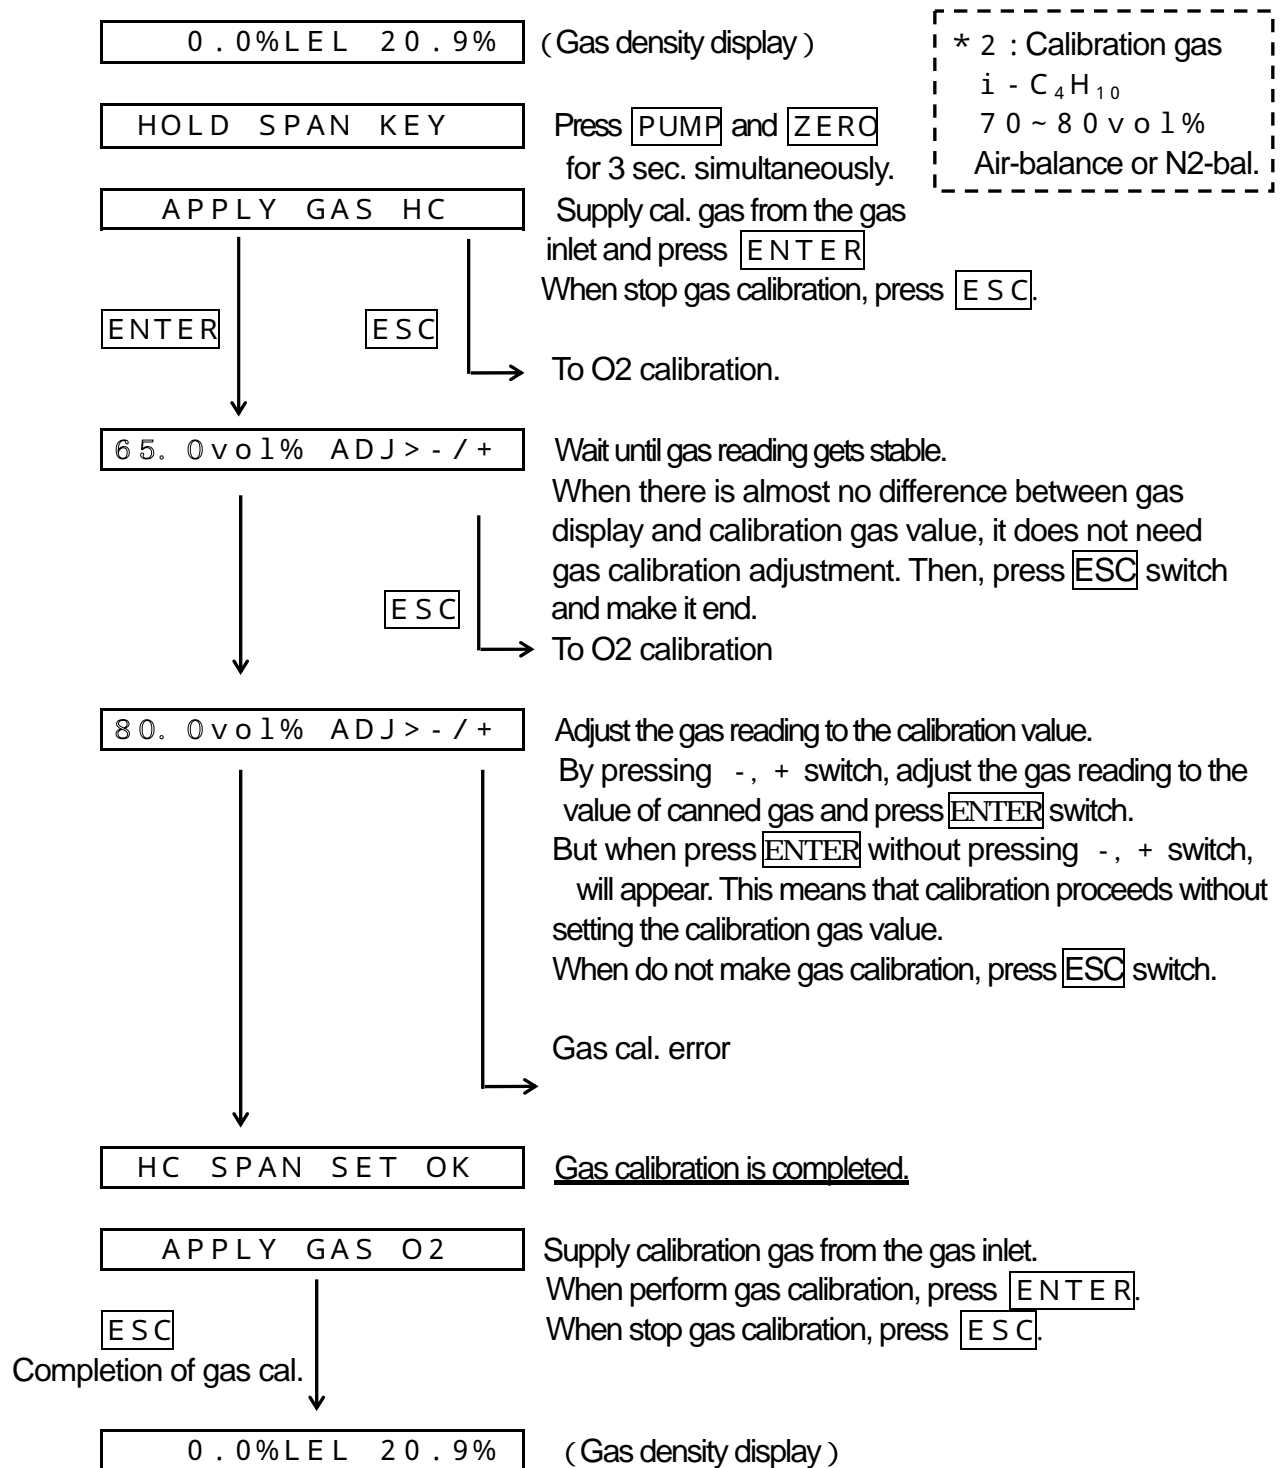 0.0%LEL 20.9% (Gas density display)
*2 : Calibration gas
i-C4H10
70~80vol%
Air-balance or N2-bal.
HOLD SPAN KEY Press PUMP and ZERO
for 3 sec. simultaneously.
APPLY GAS HC Supply cal. gas from the gas
inlet and press ENTER
When stop gas calibration, press ESC.
ENTER ESC
To O2 calibration.
65.0vol% ADJ>-/+ Wait until gas reading gets stable.
When there is almost no difference between gas
display and calibration gas value, it does not need
gas calibration adjustment. Then, press ESC switch
ESC and make it end.
To O2 calibration
80.0vol% ADJ>-/+ Adjust the gas reading to the calibration value.
By pressing -, + switch, adjust the gas reading to the
value of canned gas and press ENTER switch.
But when press ENTER without pressing -, + switch,
will appear. This means that calibration proceeds without
setting the calibration gas value.
When do not make gas calibration, press ESC switch.
Gas cal. error
HC SPAN SET OK Gas calibration is completed.
APPLY GAS O2 Supply calibration gas from the gas inlet.
When perform gas calibration, press ENTER.
ESC When stop gas calibration, press ESC.
Completion of gas cal.
0.0%LEL 20.9% (Gas density display)